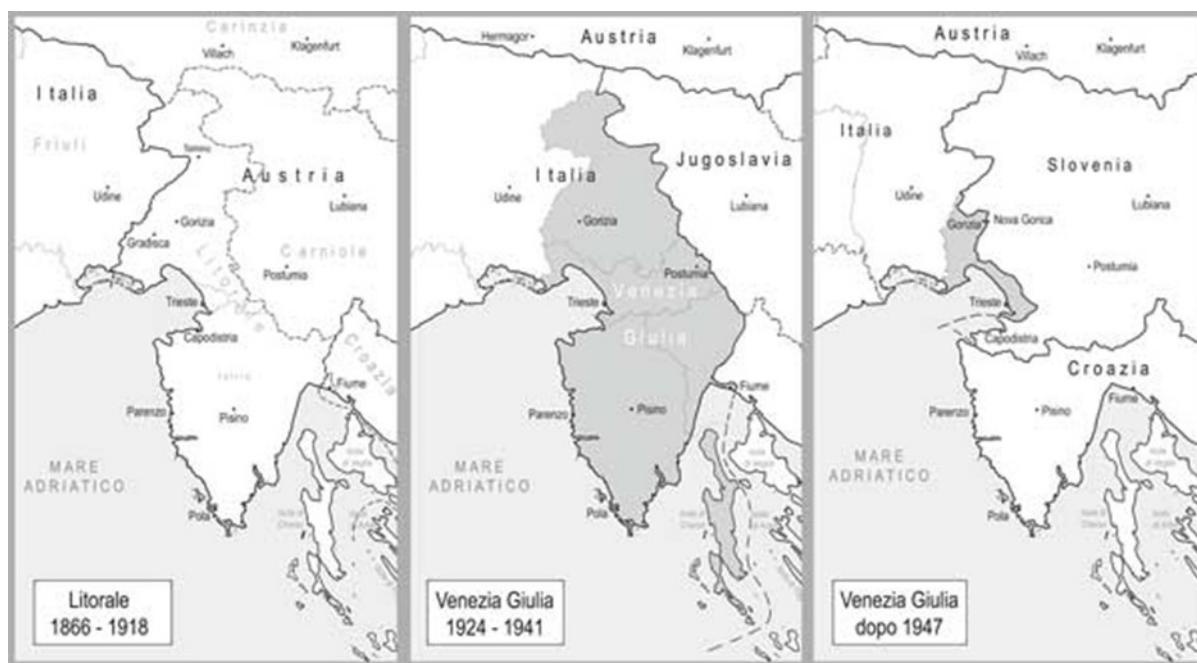 Carinzia
Villach
Klagenfurt
Italia
Friuli
Udine
Austria
Gorizia
Lubiana
Gradisca
Carniole
Litorale
Postumia
Trieste
Capodistria
Istria
Croazia
Fiume
Parenzo
Pisino
MARE
ADRIATICO
Pola
Litorale
1866 - 1918
Hermagor
Austria
Klagenfurt
Jugoslavia
Italia
Udine
Gorizia
Lubiana
Postumia
Venezia
Trieste
Giulia
Fiume
Parenzo
Pisino
MARE
ADRIATICO
Pola
Venezia Giulia
1924 - 1941
Austria
Villach
Klagenfurt
Italia
Slovenia
Udine
Lubiana
Gorizia
Nova Gorica
Postumia
Trieste
Capodistria
Croazia
Fiume
Parenzo
Pisino
MARE
ADRIATICO
Pola
Venezia Giulia
dopo 1947